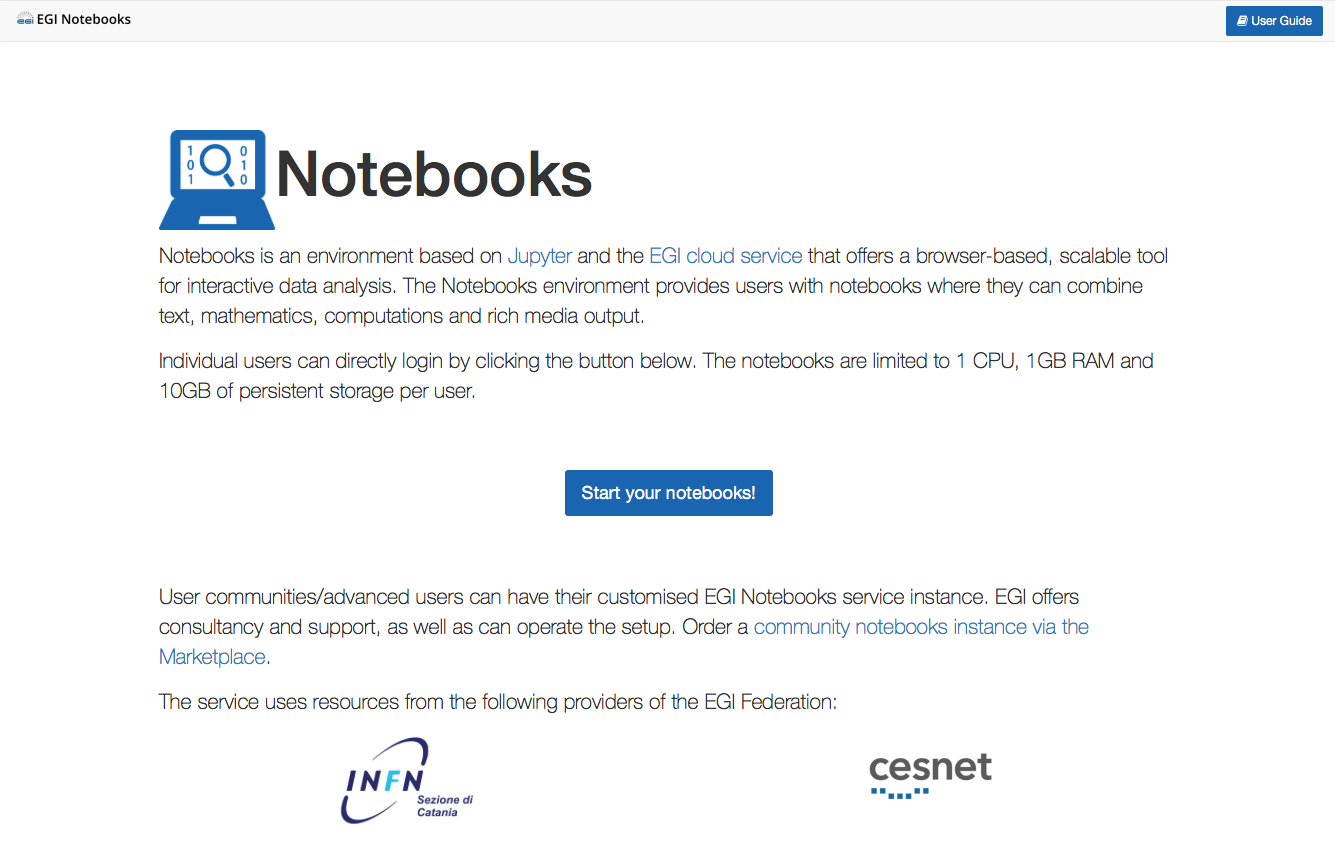 egi EGI Notebooks
User Guide
1 0
0 1
1 0
Notebooks
Notebooks is an environment based on Jupyter and the EGI cloud service that offers a browser-based, scalable tool
for interactive data analysis. The Notebooks environment provides users with notebooks where they can combine
text, mathematics, computations and rich media output.
Individual users can directly login by clicking the button below. The notebooks are limited to 1 CPU, 1GB RAM and
10GB of persistent storage per user.
Start your notebooks!
User communities/advanced users can have their customised EGI Notebooks service instance. EGI offers
consultancy and support, as well as can operate the setup. Order a community notebooks instance via the
Marketplace.
The service uses resources from the following providers of the EGI Federation:
INFN
Sezione di
Catania
cesnet